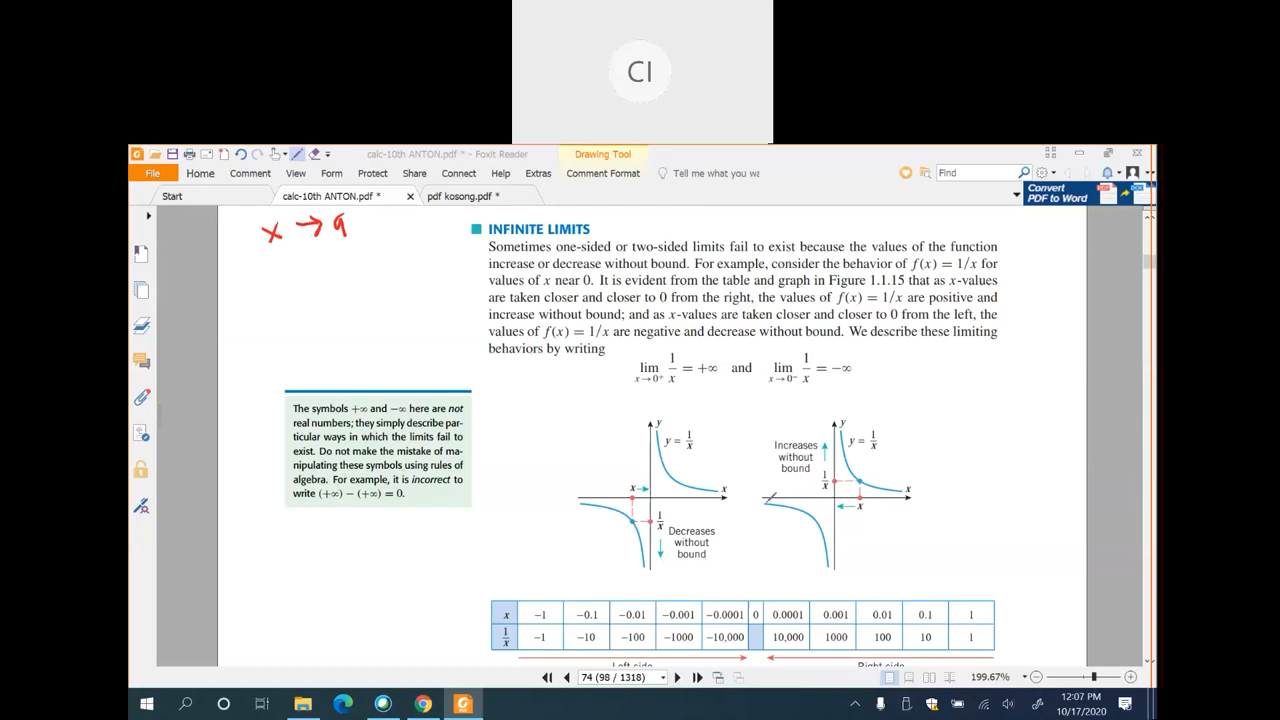 CI
calc-10th ANTON.pdf * - Foxit Reader
Drawing Tool
File Home Comment View Form Protect Share Connect Help Extras Comment Format Tell me what you wa Find
Convert PDF to Word
Start calc-10th ANTON.pdf * pdf kosong.pdf *
x → a
INFINITE LIMITS
Sometimes one-sided or two-sided limits fail to exist because the values of the function
increase or decrease without bound. For example, consider the behavior of f(x) = 1/x for
values of x near 0. It is evident from the table and graph in Figure 1.1.15 that as x-values
are taken closer and closer to 0 from the right, the values of f(x) = 1/x are positive and
increase without bound; and as x-values are taken closer and closer to 0 from the left, the
values of f(x) = 1/x are negative and decrease without bound. We describe these limiting
behaviors by writing
lim x→0⁺ 1/x = +∞ and lim x→0⁻ 1/x = −∞
The symbols +∞ and −∞ here are not
real numbers; they simply describe par-
ticular ways in which the limits fail to
exist. Do not make the mistake of ma-
nipulating these symbols using rules of
algebra. For example, it is incorrect to
write (+∞) − (+∞) = 0.
y
y = 1/x
x
x
1/x
Decreases
without
bound
y
y = 1/x
Increases
without
bound
1/x
x
x
x −1 −0.1 −0.01 −0.001 −0.0001 0 0.0001 0.001 0.01 0.1 1
1/x −1 −10 −100 −1000 −10,000 10,000 1000 100 10 1
Left side Right side
74 (98 / 1318) 199.67%
12:07 PM
10/17/2020